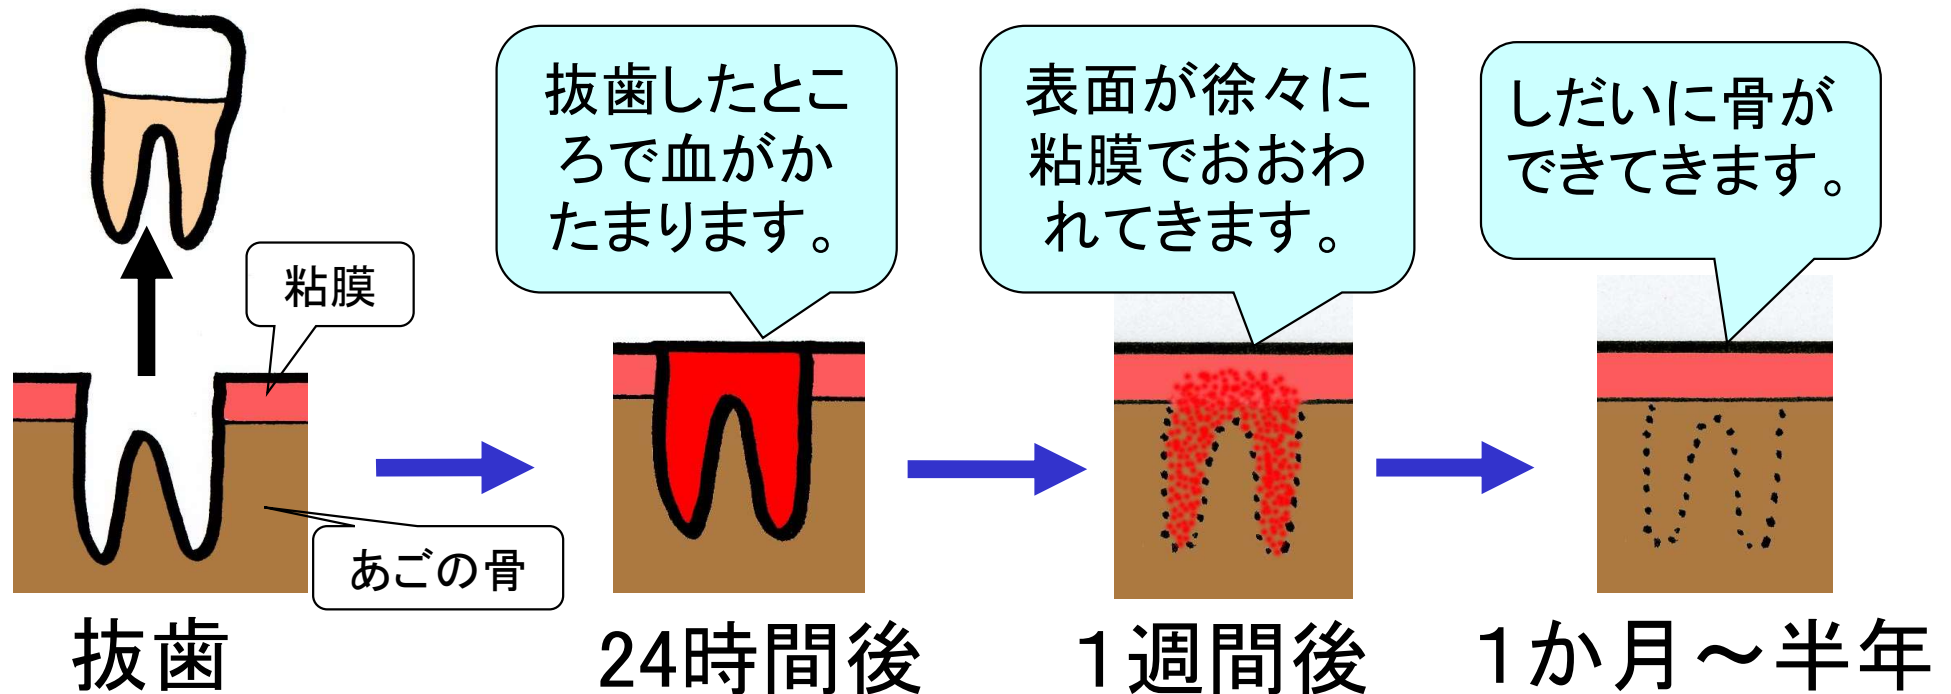 抜歯したとこ
ろで血がか
たまります。
表面が徐々に
粘膜でおおわ
れてきます。
しだいに骨が
できてきます。
粘膜
あごの骨
抜歯
24時間後
1週間後
1か月～半年